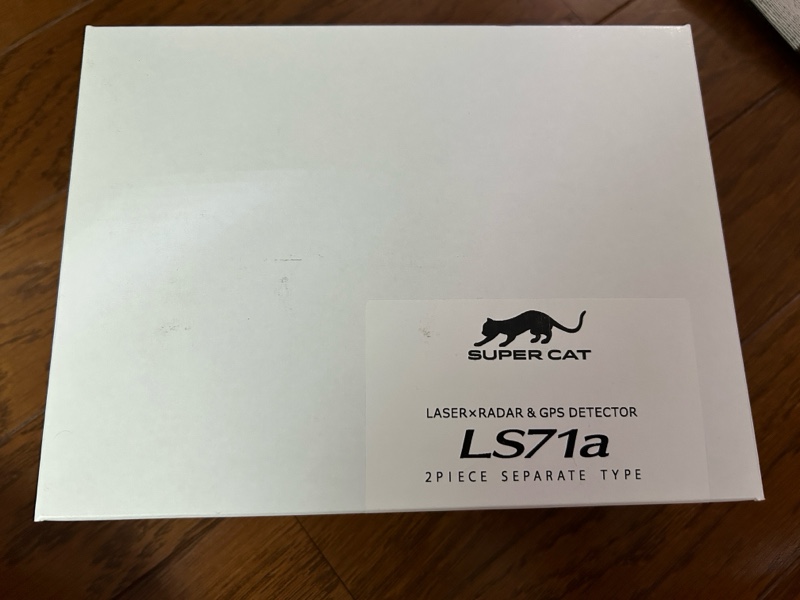 SUPER CAT
LASER×RADAR & GPS DETECTOR
LS71a
2PIECE SEPARATE TYPE